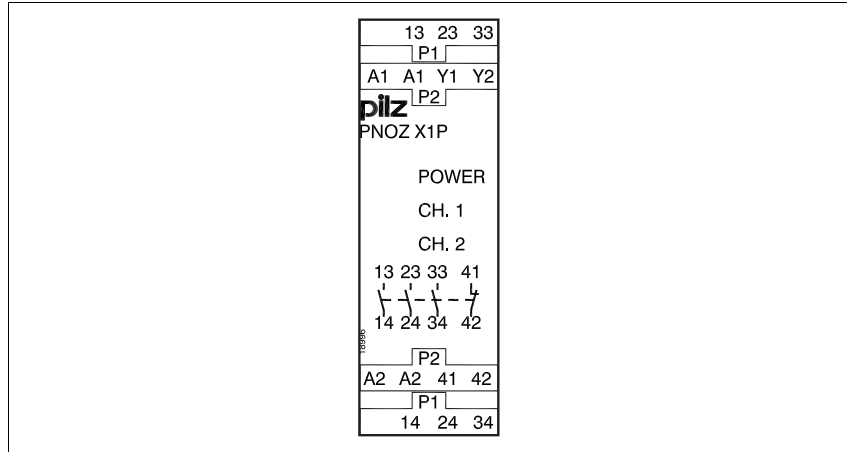 13 23 33
P1
A1 A1 Y1 Y2
P2
pilz
PNOZ X1P
POWER
CH. 1
CH. 2
13 23 33 41
14 24 34 42
18996
P2
A2 A2 41 42
P1
14 24 34